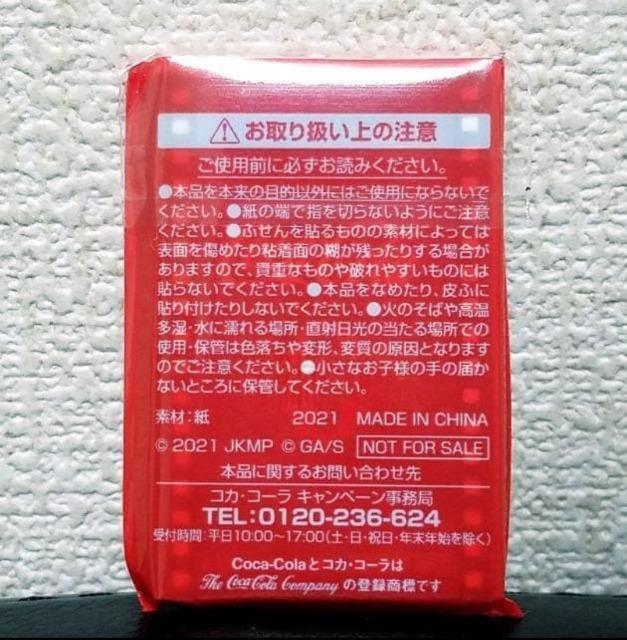 ⚠お取り扱い上の注意
ご使用前に必ずお読みください。
●本品を本来の目的以外にはご使用にならないで
ください。●紙の端で指を切らないようにご注意
ください。●ふせんを貼るものの素材によっては
表面を傷めたり粘着面の糊が残ったりする場合が
ありますので、貴重なものや破れやすいものには
貼らないでください。●本品をなめたり、皮ふに
貼り付けたりしないでください。●火のそばや高温
多湿・水に濡れる場所・直射日光の当たる場所での
使用・保管は色落ちや変形、変質の原因となります
のでご注意ください。●小さなお子様の手の届か
ないところに保管してください。
素材：紙 2021 MADE IN CHINA
© 2021 JKMP © GA/S NOT FOR SALE
本品に関するお問い合わせ先
コカ・コーラ キャンペーン事務局
TEL:0120-236-624
受付時間：平日10:00〜17:00（土・日・祝日・年末年始を除く）
Coca-Colaとコカ・コーラは
The Coca-Cola Company の登録商標です